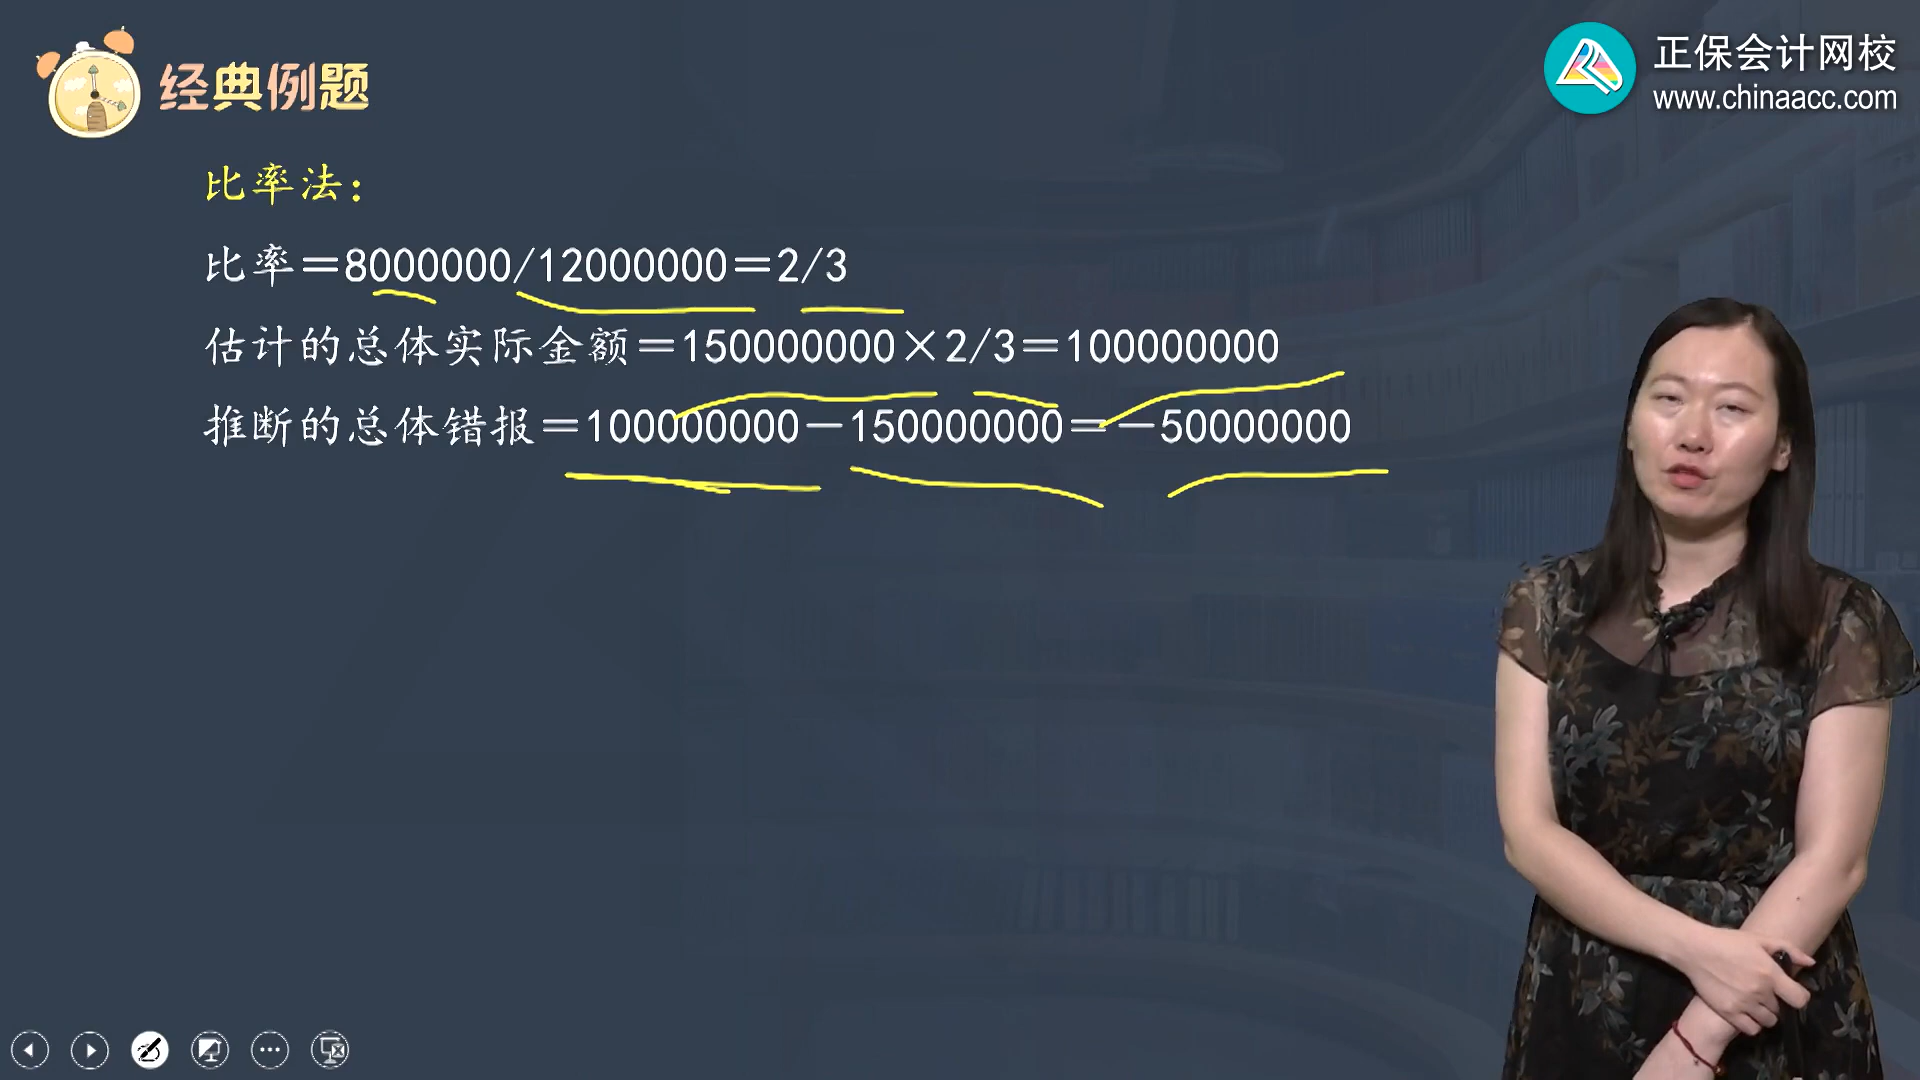 经典例题
正保会计网校
www.chinaacc.com
比率法：
比率＝8000000/12000000＝2/3
估计的总体实际金额＝150000000×2/3＝100000000
推断的总体错报＝100000000－150000000＝－50000000